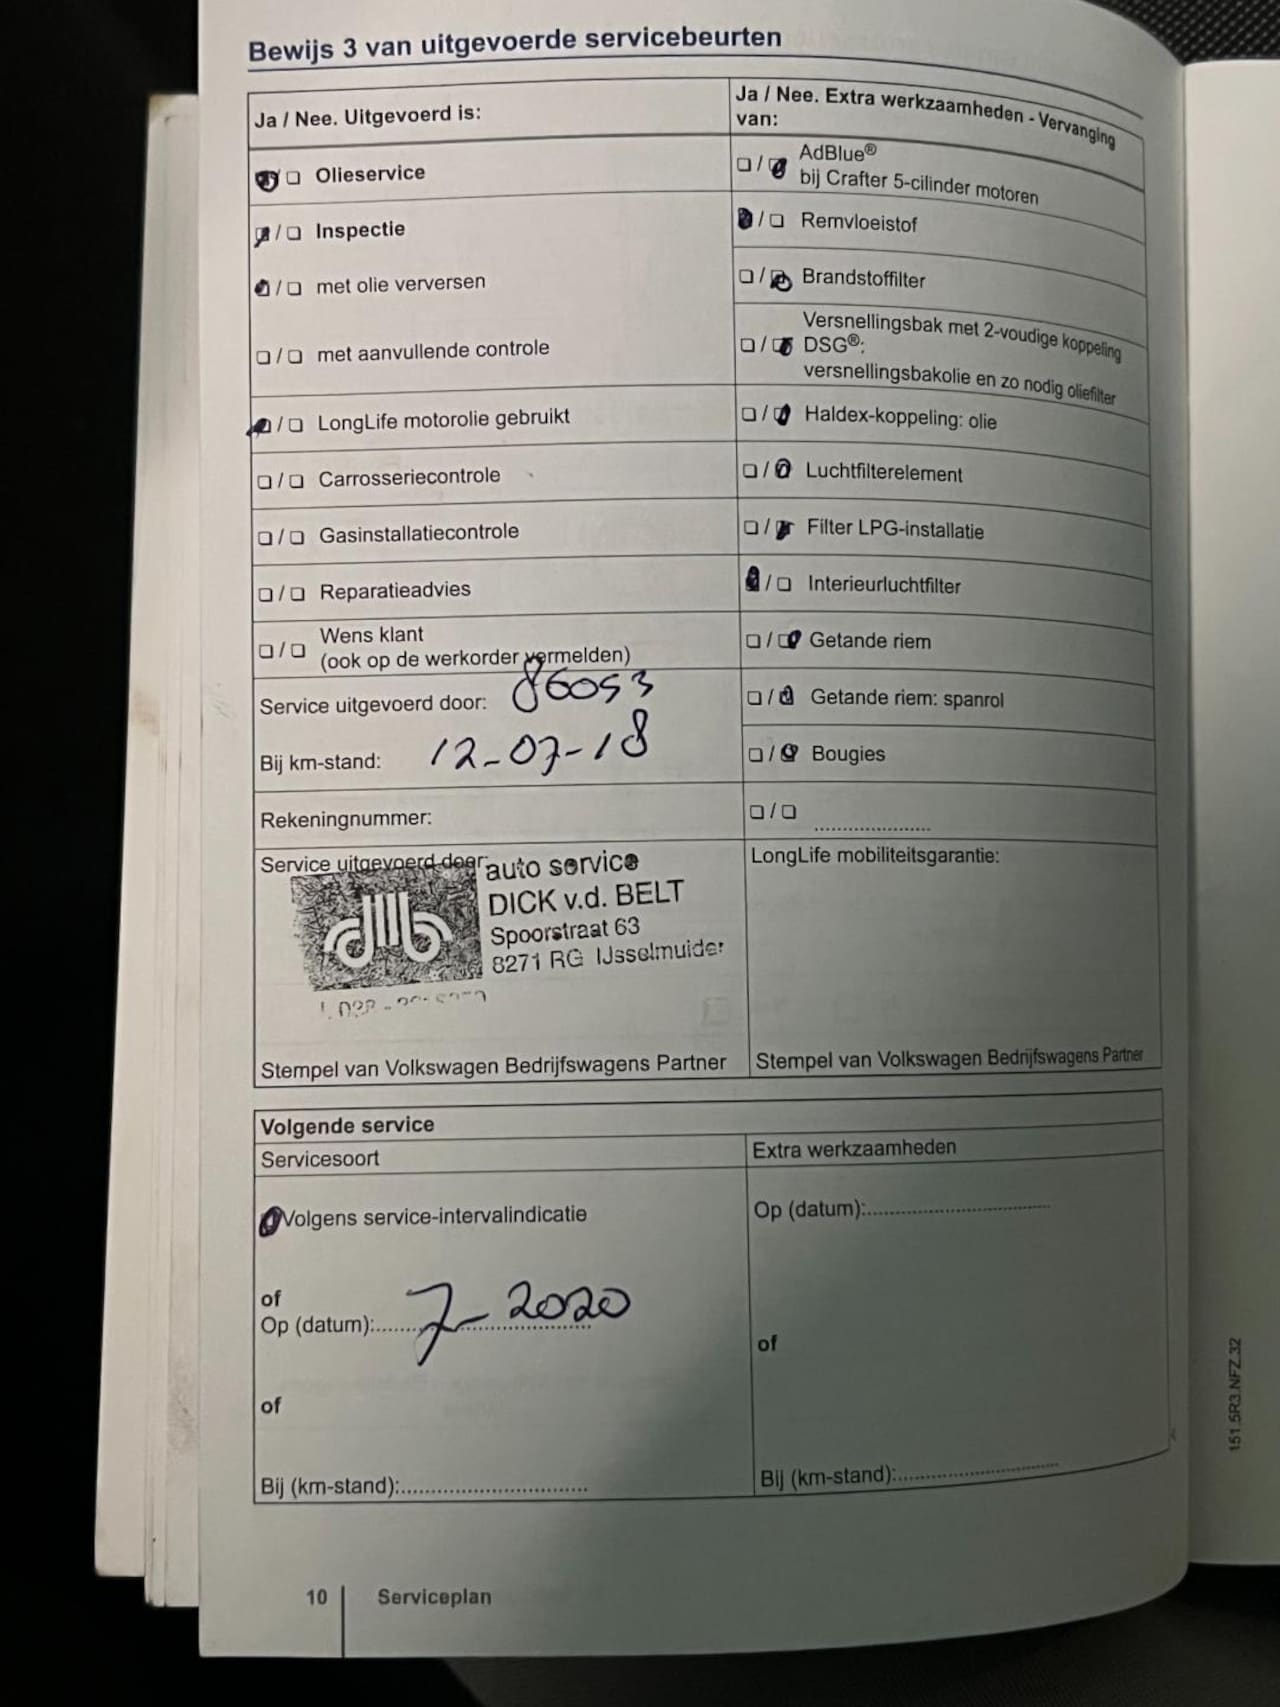 Bewijs 3 van uitgevoerde servicebeurten
Ja / Nee. Uitgevoerd is:
Olieservice
Inspectie
met olie verversen
met aanvullende controle
LongLife motorolie gebruikt
Carrosseriecontrole
Gasinstallatiecontrole
Reparatieadvies
Wens klant
(ook op de werkorder vermelden)
Service uitgevoerd door: 86053
Bij km-stand: 12-07-18
Rekeningnummer:
Service uitgevoerd door:
auto service
DICK v.d. BELT
Spoorstraat 63
8271 RG IJsselmuiden
dvb
Stempel van Volkswagen Bedrijfswagens Partner
Ja / Nee. Extra werkzaamheden - Vervanging
van:
AdBlue®
bij Crafter 5-cilinder motoren
Remvloeistof
Brandstoffilter
Versnellingsbak met 2-voudige koppeling
DSG®:
versnellingsbakolie en zo nodig oliefilter
Haldex-koppeling: olie
Luchtfilterelement
Filter LPG-installatie
Interieurluchtfilter
Getande riem
Getande riem: spanrol
Bougies
LongLife mobiliteitsgarantie:
Stempel van Volkswagen Bedrijfswagens Partner
Volgende service
Servicesoort
Volgens service-intervalindicatie
of
Op (datum): 7-2020
of
Bij (km-stand):
Extra werkzaamheden
Op (datum):
of
Bij (km-stand):
10 Serviceplan
151.5R3.NFZ.32